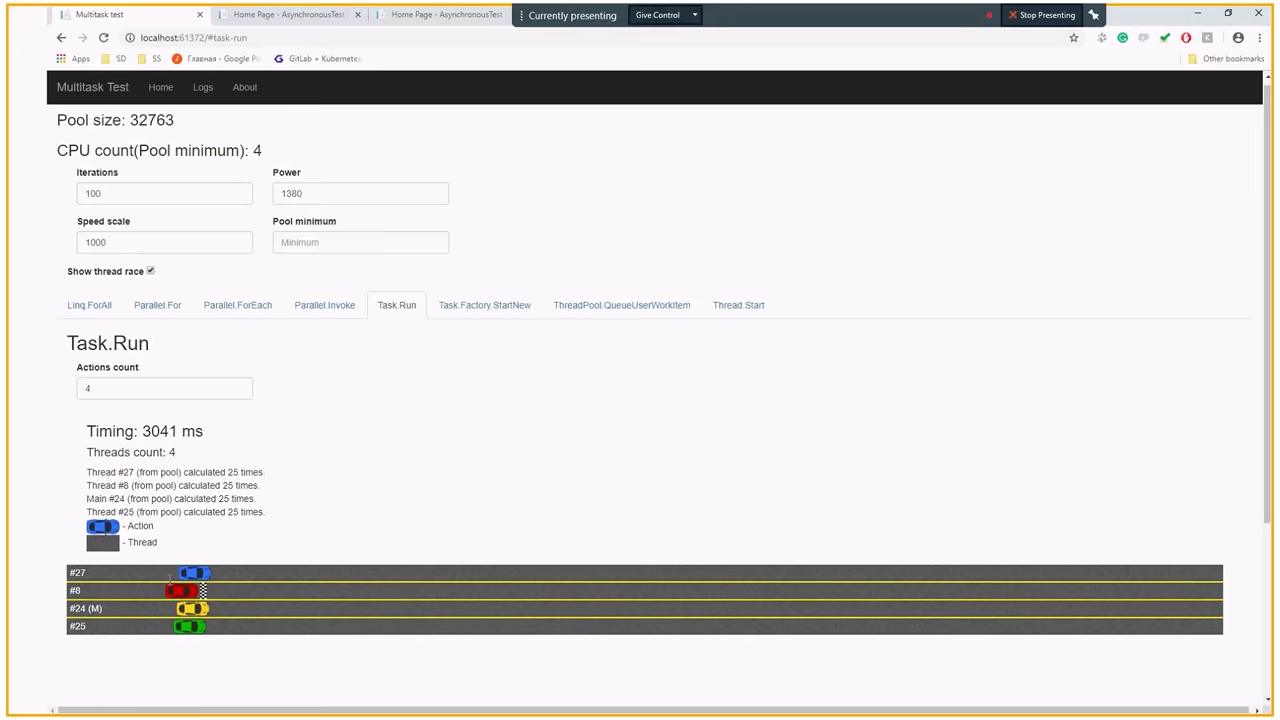 Multitask test
Home Page - AsynchronousTest
Home Page - AsynchronousTest
Currently presenting
Give Control
Stop Presenting
localhost:61372/#task-run
Apps
SD
SS
Главная - Google Pl
GitLab + Kubernetes
Other bookmarks
Multitask Test
Home
Logs
About
Pool size: 32763
CPU count(Pool minimum): 4
Iterations
Power
100
1380
Speed scale
Pool minimum
1000
Minimum
Show thread race
Linq.ForAll
Parallel.For
Parallel.ForEach
Parallel.Invoke
Task.Run
Task.Factory.StartNew
ThreadPool.QueueUserWorkItem
Thread.Start
Task.Run
Actions count
4
Timing: 3041 ms
Threads count: 4
Thread #27 (from pool) calculated 25 times.
Thread #8 (from pool) calculated 25 times.
Main #24 (from pool) calculated 25 times.
Thread #25 (from pool) calculated 25 times.
- Action
- Thread
#27
#8
#24 (M)
#25